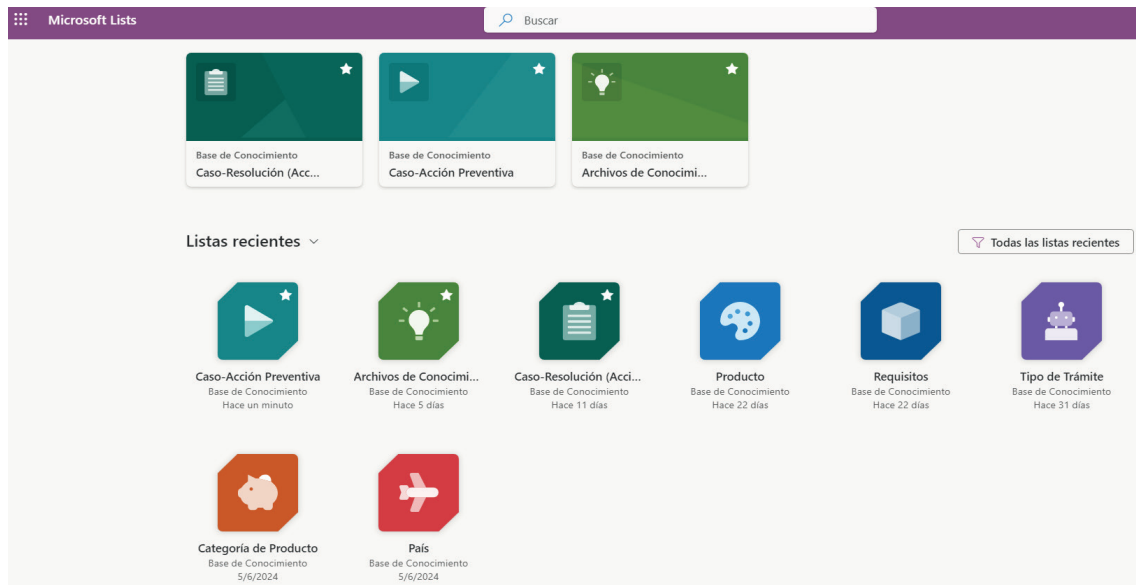 Microsoft Lists
Buscar
Base de Conocimiento
Caso-Resolución (Acc...
Base de Conocimiento
Caso-Acción Preventiva
Base de Conocimiento
Archivos de Conocimi...
Listas recientes
Todas las listas recientes
Caso-Acción Preventiva
Base de Conocimiento
Hace un minuto
Archivos de Conocimi...
Base de Conocimiento
Hace 5 días
Caso-Resolución (Acci...
Base de Conocimiento
Hace 11 días
Producto
Base de Conocimiento
Hace 22 días
Requisitos
Base de Conocimiento
Hace 22 días
Tipo de Trámite
Base de Conocimiento
Hace 31 días
Categoría de Producto
Base de Conocimiento
5/6/2024
País
Base de Conocimiento
5/6/2024